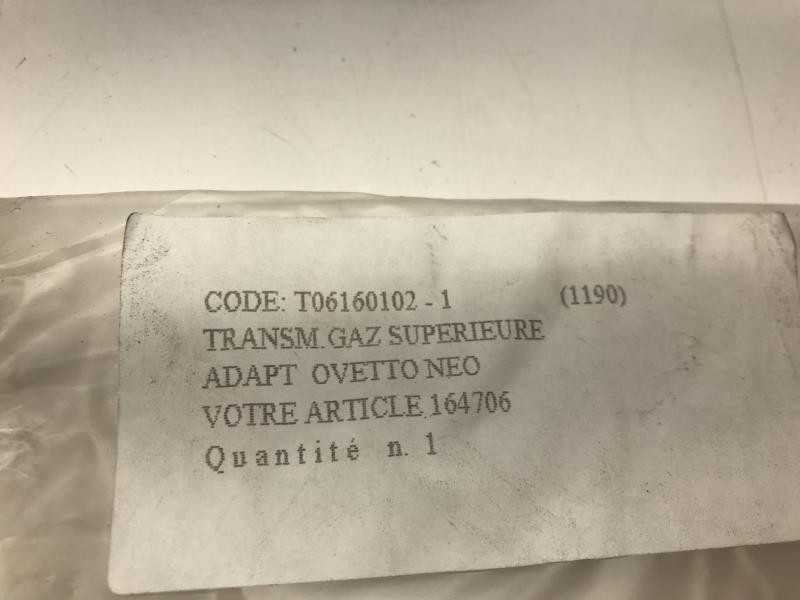 CODE: T06160102 - 1 (1190)
TRANSM.GAZ SUPERIEURE
ADAPT OVETTO NEO
VOTRE ARTICLE 164706
Quantité n. 1